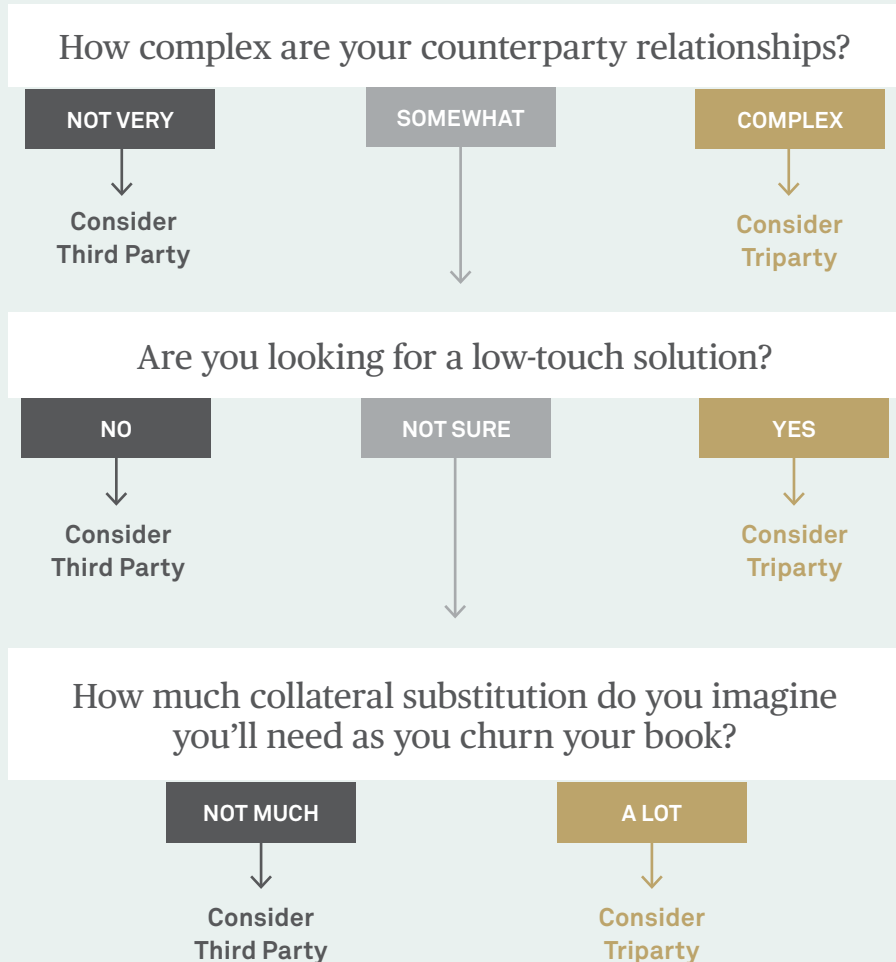 How complex are your counterparty relationships?
NOT VERY
SOMEWHAT
COMPLEX
Consider
Third Party
Consider
Triparty
Are you looking for a low-touch solution?
NO
NOT SURE
YES
Consider
Third Party
Consider
Triparty
How much collateral substitution do you imagine
you’ll need as you churn your book?
NOT MUCH
A LOT
Consider
Third Party
Consider
Triparty